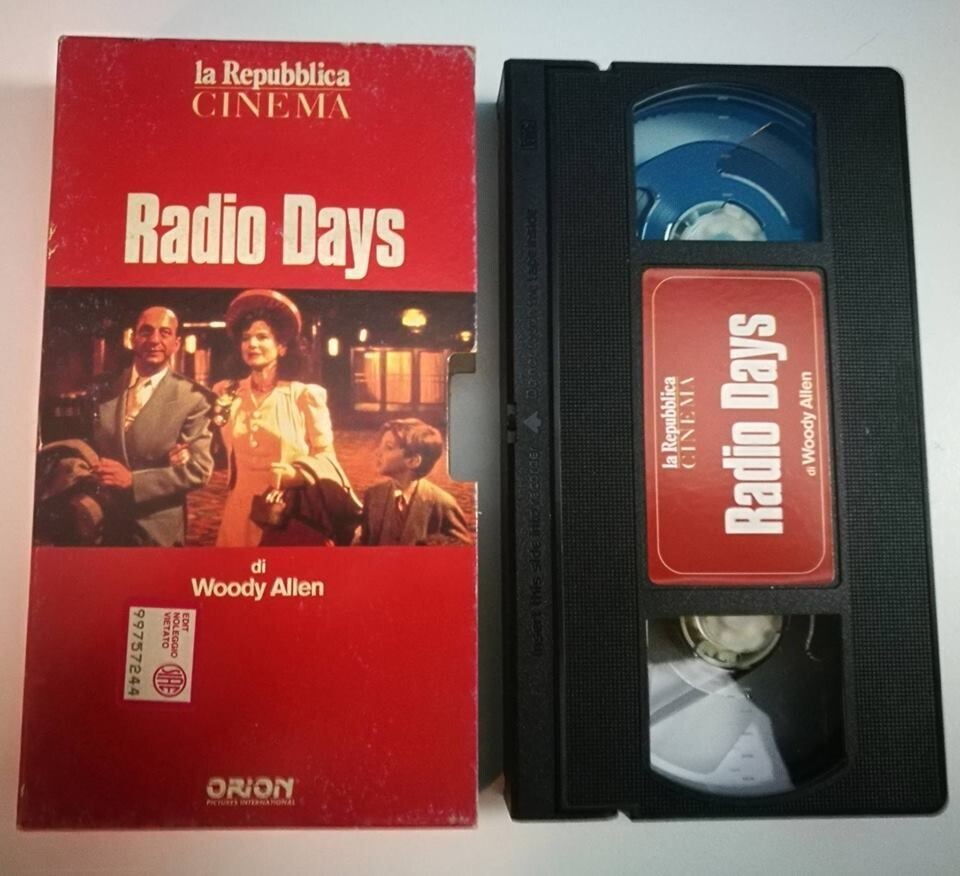 la Repubblica
CINEMA
Radio Days
di
Woody Allen
EDIT
NOLEGGIO
VIETATO
99757244
SIAE
ORION
PICTURES INTERNATIONAL
la Repubblica
CINEMA
Radio Days
di Woody Allen
Insert this side into recorder